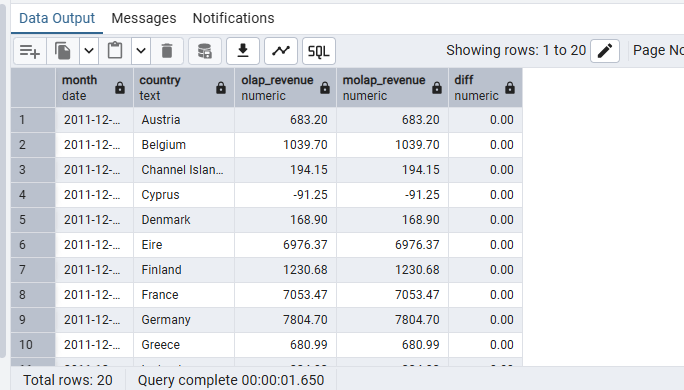 Data Output Messages Notifications
SQL Showing rows: 1 to 20 Page No
month country olap_revenue molap_revenue diff
date text numeric numeric numeric
1 2011-12-... Austria 683.20 683.20 0.00
2 2011-12-... Belgium 1039.70 1039.70 0.00
3 2011-12-... Channel Islan... 194.15 194.15 0.00
4 2011-12-... Cyprus -91.25 -91.25 0.00
5 2011-12-... Denmark 168.90 168.90 0.00
6 2011-12-... Eire 6976.37 6976.37 0.00
7 2011-12-... Finland 1230.68 1230.68 0.00
8 2011-12-... France 7053.47 7053.47 0.00
9 2011-12-... Germany 7804.70 7804.70 0.00
10 2011-12-... Greece 680.99 680.99 0.00
Total rows: 20 Query complete 00:00:01.650